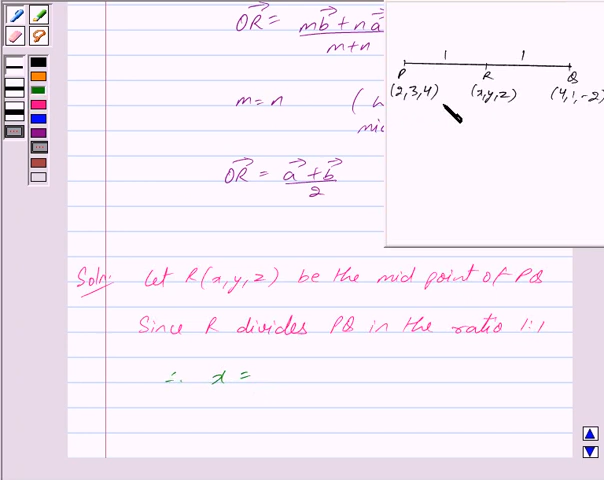 OR = mb + na / m+n
m = n (
mid
OR = a + b / 2
1 1
P R Q
(2,3,4) (x,y,z) (4,1,-2)
Soln: Let R(x,y,z) be the mid point of PQ
Since R divides PQ in the ratio 1:1
∴ x =